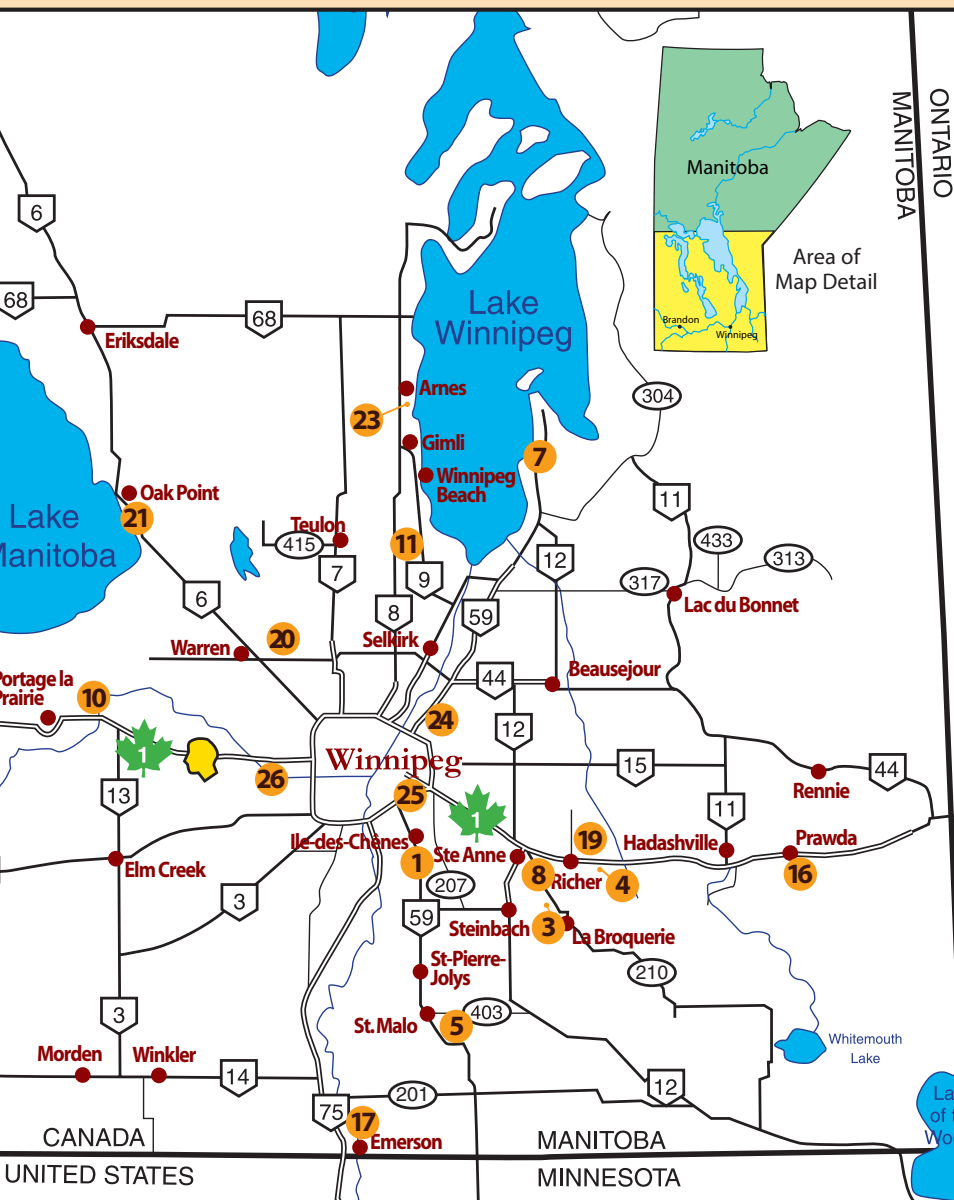 ONTARIO
MANITOBA
Manitoba
6
Area of
Map Detail
68
Lake
Winnipeg
68
Brandon
Winnipeg
Eriksdale
Arnes
304
23
Gimli
7
Winnipeg
Beach
Oak Point
11
Lake
Manitoba
21
Teulon
415
11
433
313
12
7
9
317
6
8
59
Lac du Bonnet
Warren
20
Selkirk
Beausejour
44
Portage la
Prairie
10
24
12
1
Winnipeg
15
44
26
Rennie
13
25
1
11
Ile-des-Chênes
19
Hadashville
Prawda
Ste Anne
Elm Creek
1
8
Richer
4
16
207
3
59
Steinbach
3
La Broquerie
St-Pierre-
Jolys
210
3
403
St. Malo
5
Whitemouth
Lake
Morden
Winkler
14
12
201
75
17
CANADA
Emerson
MANITOBA
UNITED STATES
MINNESOTA